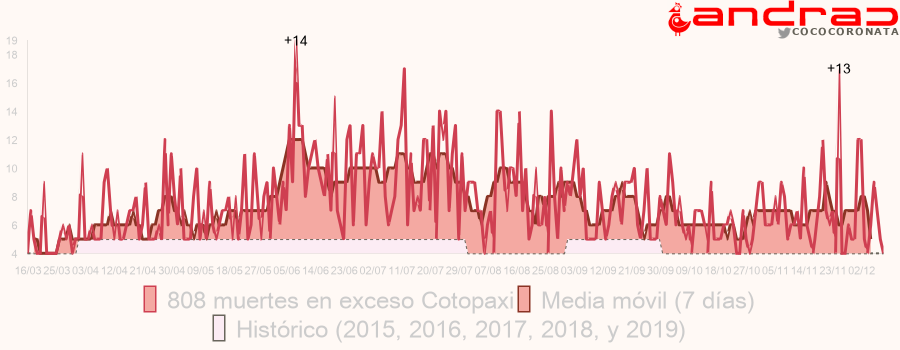 andrac
COCOCORONATA
19
18
16
14
12
10
8
6
4
+14
+13
16/03 25/03 03/04 12/04 21/04 30/04 09/05 18/05 27/05 05/06 14/06 23/06 02/07 11/07 20/07 29/07 07/08 16/08 25/08 03/09 12/09 21/09 30/09 09/10 18/10 27/10 05/11 14/11 23/11 02/12
808 muertes en exceso Cotopaxi Media móvil (7 días)
Histórico (2015, 2016, 2017, 2018, y 2019)